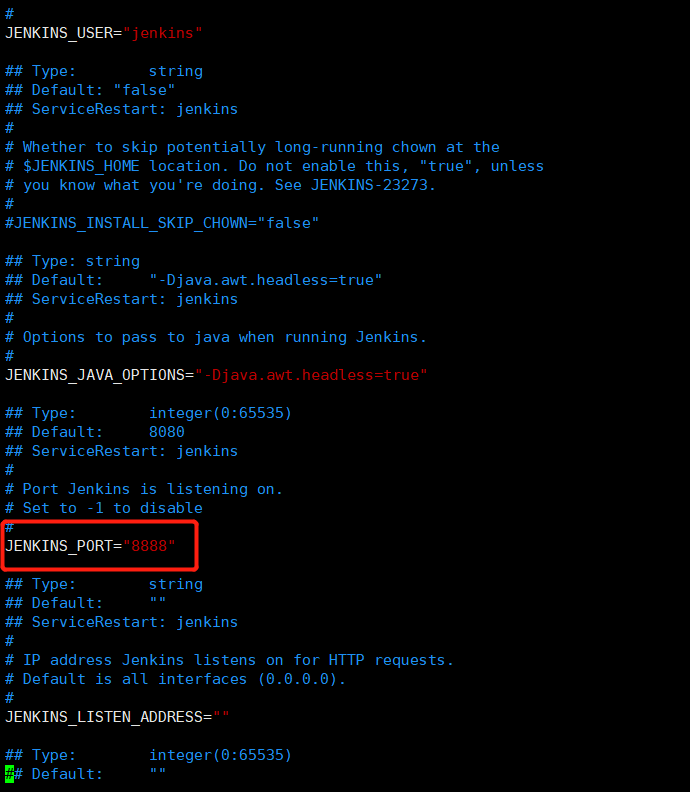 #
JENKINS_USER="jenkins"
## Type:        string
## Default: "false"
## ServiceRestart: jenkins
#
# Whether to skip potentially long-running chown at the
# $JENKINS_HOME location. Do not enable this, "true", unless
# you know what you're doing. See JENKINS-23273.
#
#JENKINS_INSTALL_SKIP_CHOWN="false"
## Type: string
## Default:     "-Djava.awt.headless=true"
## ServiceRestart: jenkins
#
# Options to pass to java when running Jenkins.
#
JENKINS_JAVA_OPTIONS="-Djava.awt.headless=true"
## Type:        integer(0:65535)
## Default:     8080
## ServiceRestart: jenkins
#
# Port Jenkins is listening on.
# Set to -1 to disable
#
JENKINS_PORT="8888"
## Type:        string
## Default:     ""
## ServiceRestart: jenkins
#
# IP address Jenkins listens on for HTTP requests.
# Default is all interfaces (0.0.0.0).
#
JENKINS_LISTEN_ADDRESS=""
## Type:        integer(0:65535)
## Default:     ""